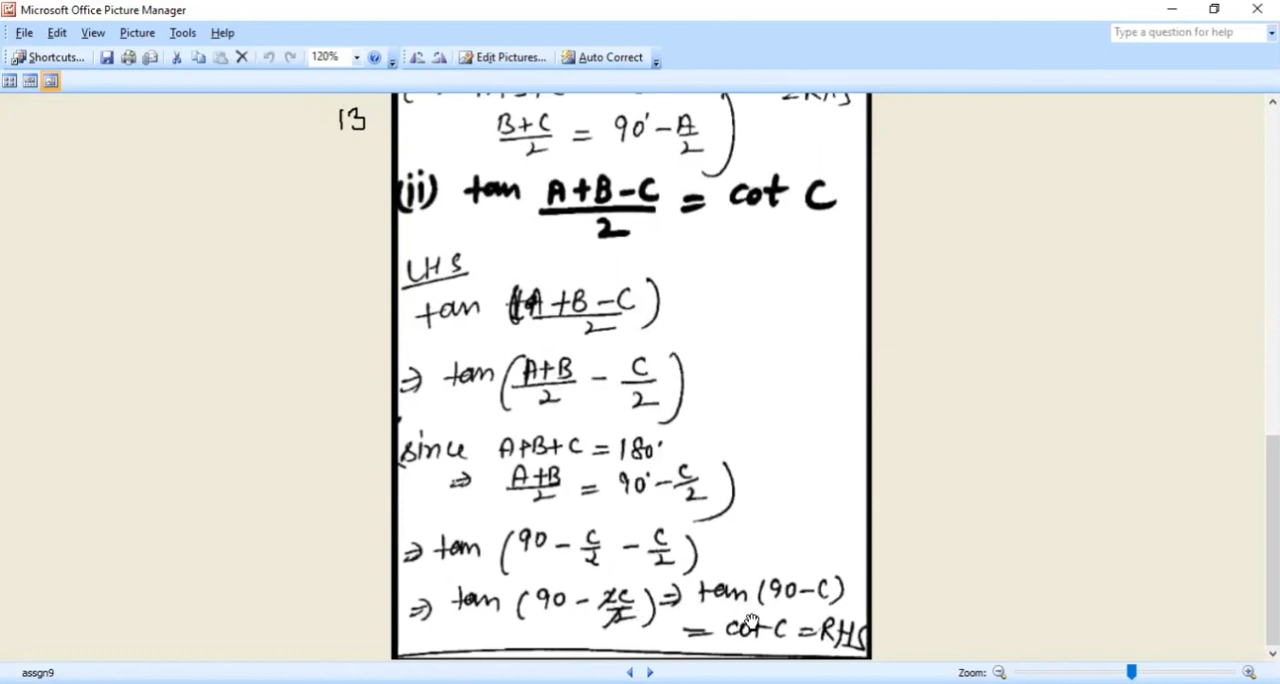 Microsoft Office Picture Manager
File Edit View Picture Tools Help
Type a question for help
Shortcuts... 120% Edit Pictures... Auto Correct
13
B+C/2 = 90° - A/2 )
(ii) tan A+B-C/2 = cot C
LHS
tan (A+B-C/2)
⇒ tan (A+B/2 - C/2)
(since A+B+C = 180°
⇒ A+B/2 = 90° - C/2 )
⇒ tan (90 - C/2 - C/2)
⇒ tan (90 - 2C/2) ⇒ tan (90-C)
= cot C = RHS
assgn9
Zoom: